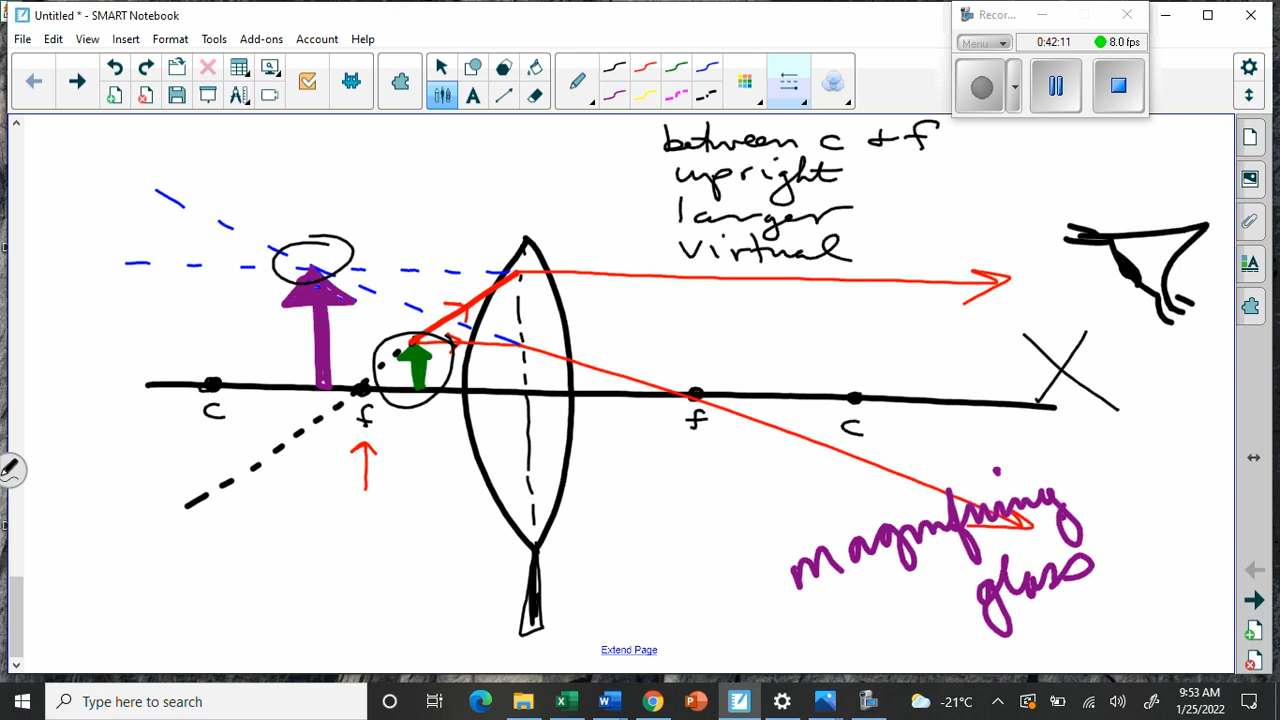 Untitled * - SMART Notebook
Recor...
File Edit View Insert Format Tools Add-ons Account Help
Menu
0:42:11
8.0 fps
A
between c & f
upright
larger
virtual
c
f
f
c
magnifying
glass
Extend Page
Type here to search
-21°C
9:53 AM
1/25/2022